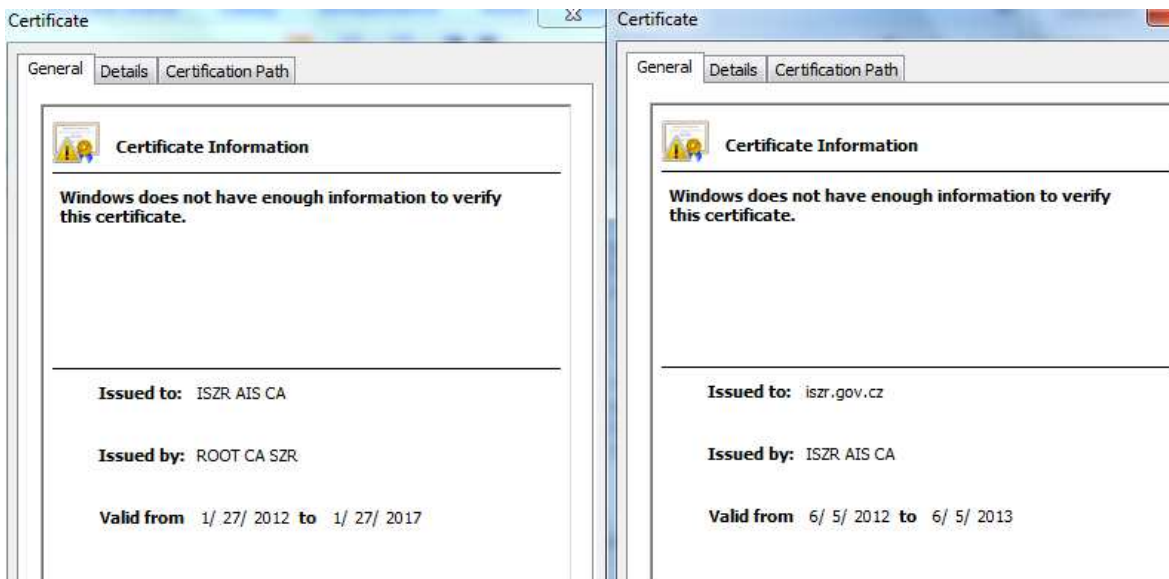 Certificate
General Details Certification Path
Certificate Information
Windows does not have enough information to verify
this certificate.
Issued to: ISZR AIS CA
Issued by: ROOT CA SZR
Valid from 1/ 27/ 2012 to 1/ 27/ 2017
Certificate
General Details Certification Path
Certificate Information
Windows does not have enough information to verify
this certificate.
Issued to: iszr.gov.cz
Issued by: ISZR AIS CA
Valid from 6/ 5/ 2012 to 6/ 5/ 2013